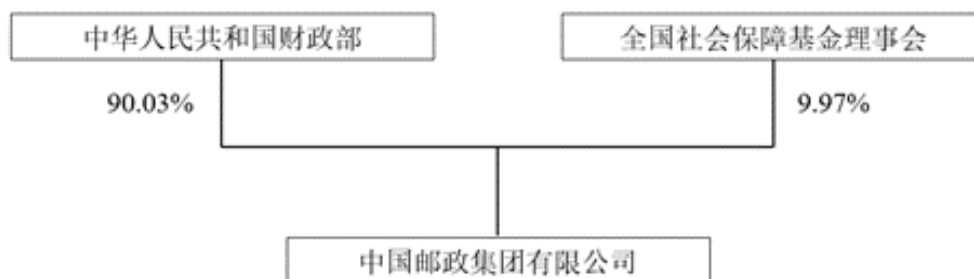 中华人民共和国财政部
全国社会保障基金理事会
90.03%
9.97%
中国邮政集团有限公司